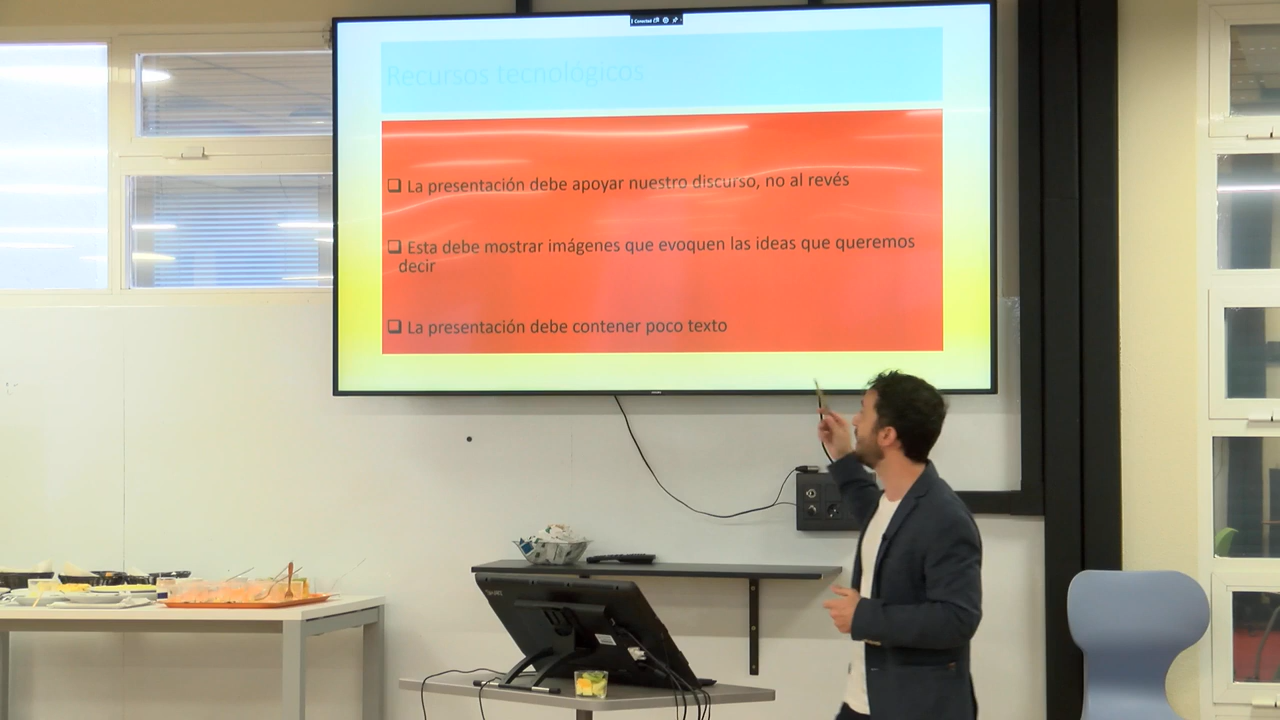 Conectad
Recursos tecnologicos
❑ La presentación debe apoyar nuestro discurso, no al revés
❑ Esta debe mostrar imágenes que evoquen las ideas que queremos
decir
❑ La presentación debe contener poco texto